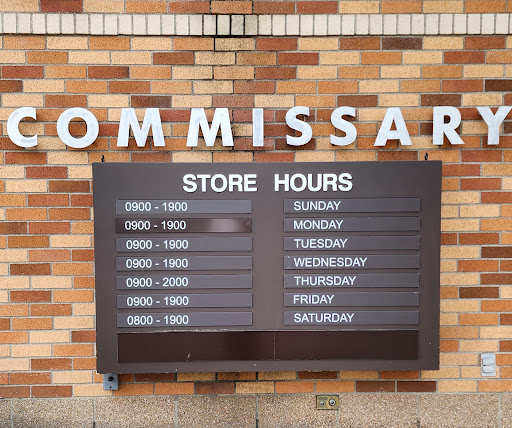 COMMISSARY
STORE HOURS
0900 - 1900 SUNDAY
0900 - 1900 MONDAY
0900 - 1900 TUESDAY
0900 - 1900 WEDNESDAY
0900 - 2000 THURSDAY
0900 - 1900 FRIDAY
0800 - 1900 SATURDAY